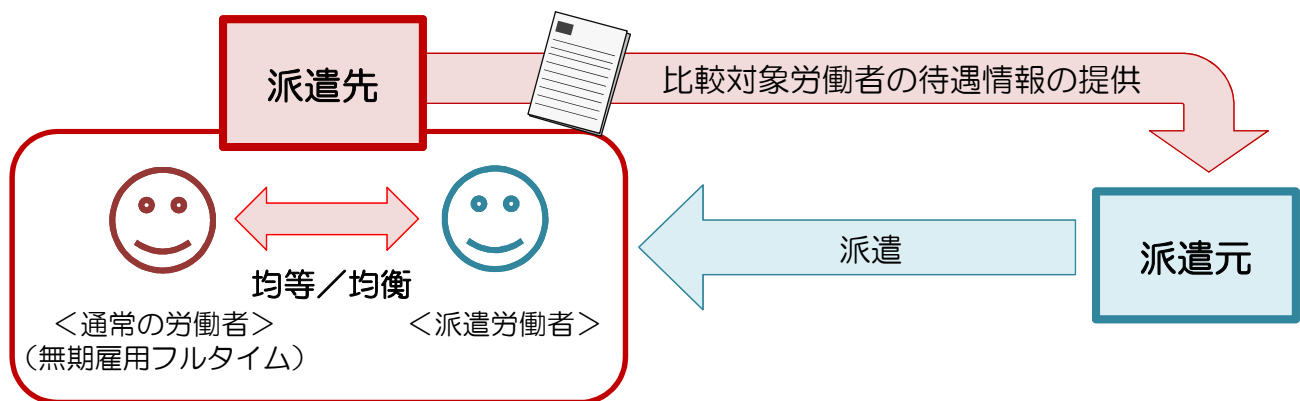 派遣先
比較対象労働者の待遇情報の提供
派遣
派遣元
均等／均衡
＜通常の労働者＞
（無期雇用フルタイム）
＜派遣労働者＞